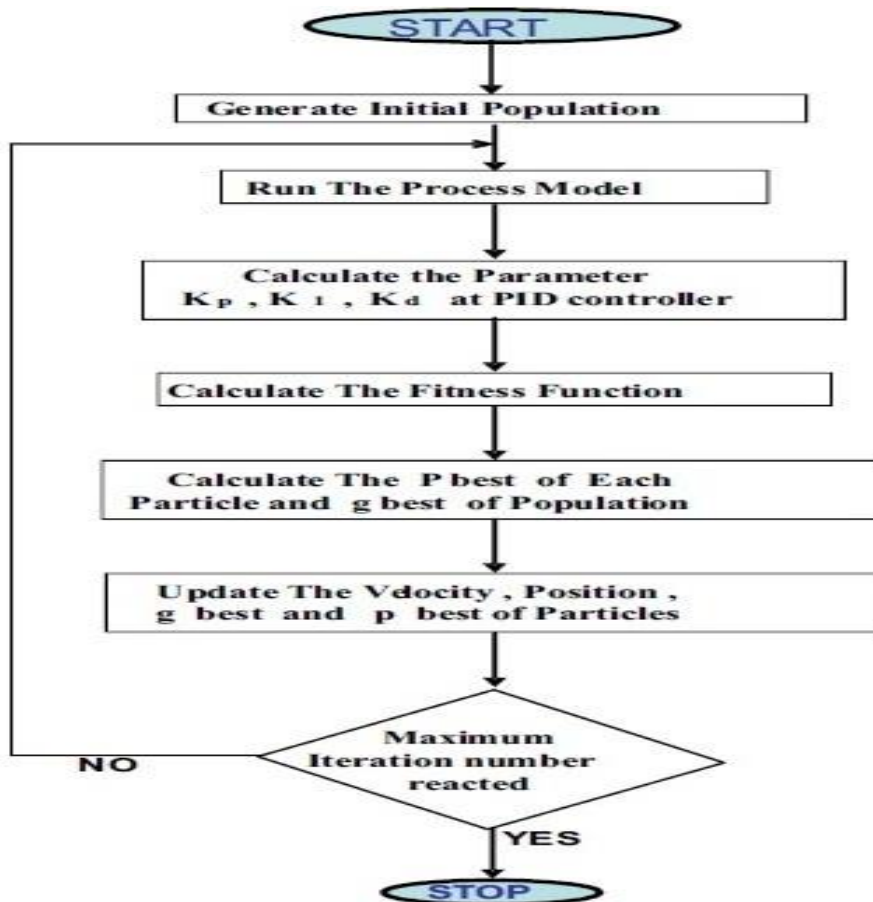 START
Generate Initial Population
Run The Process Model
Calculate the Parameter
Kp , K1 , Kd at PID controller
Calculate The Fitness Function
Calculate The P best of Each
Particle and g best of Population
Update The Velocity , Position ,
g best and p best of Particles
Maximum
Iteration number
reacted
NO
YES
STOP